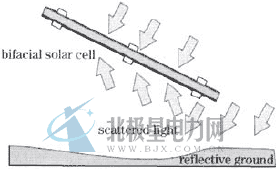 bifacial solar cell
北极星电力网
scattered light
WWW.BJX.COM.CN
reflective ground